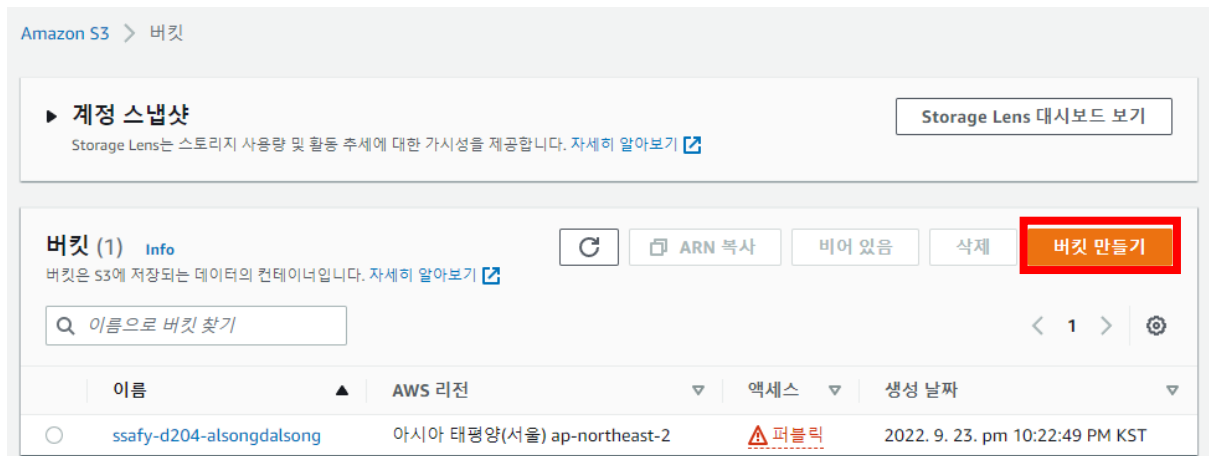 Amazon S3 > 버킷
▶ 계정 스냅샷
Storage Lens 대시보드 보기
Storage Lens는 스토리지 사용량 및 활동 추세에 대한 가시성을 제공합니다. 자세히 알아보기
버킷 (1) Info
ARN 복사 비어 있음 삭제 버킷 만들기
버킷은 S3에 저장되는 데이터의 컨테이너입니다. 자세히 알아보기
이름으로 버킷 찾기
< 1 >
이름 ▲ AWS 리전 ▽ 액세스 ▽ 생성 날짜 ▽
ssafy-d204-alsongdalsong 아시아 태평양(서울) ap-northeast-2 퍼블릭 2022. 9. 23. pm 10:22:49 PM KST